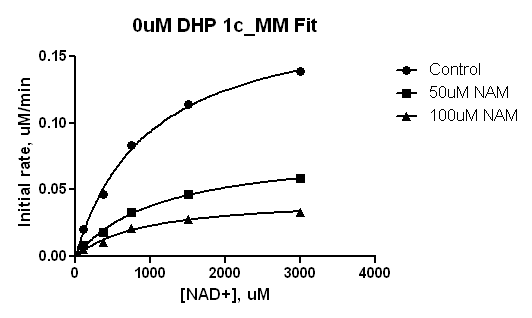 0uM DHP 1c_MM Fit
Initial rate, uM/min
0.15
0.10
0.05
0.00
0
1000
2000
3000
4000
[NAD+], uM
Control
50uM NAM
100uM NAM